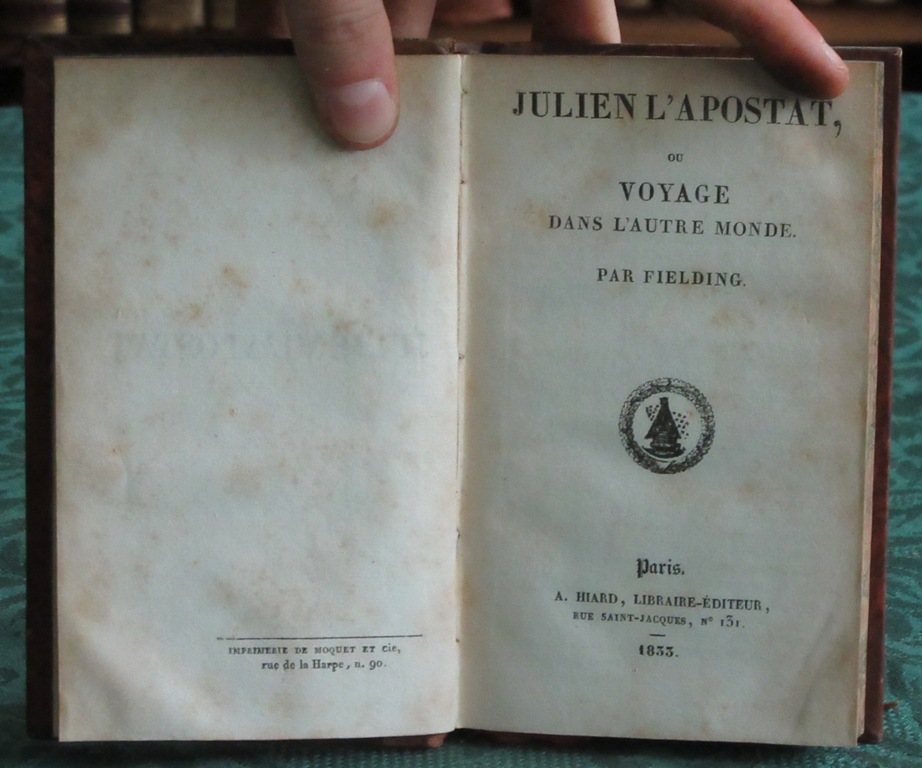 IMPRIMERIE DE MOQUET ET cie,
rue de la Harpe, n. 90.
JULIEN L'APOSTAT,
OU
VOYAGE
DANS L'AUTRE MONDE.
PAR FIELDING.
Paris.
A. HIARD, LIBRAIRE-ÉDITEUR,
RUE SAINT-JACQUES, N° 131.
1833.